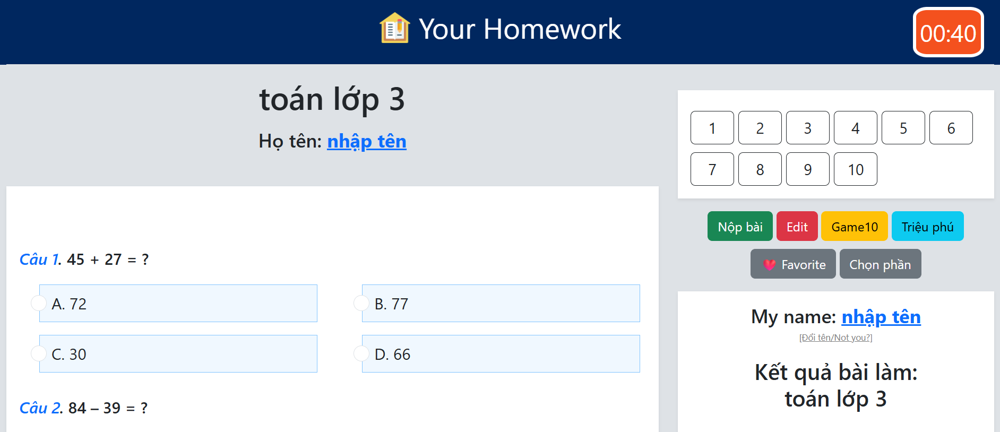 Your Homework
00:40
toán lớp 3
Họ tên: nhập tên
Câu 1. 45 + 27 = ?
A. 72
B. 77
C. 30
D. 66
Câu 2. 84 – 39 = ?
1 2 3 4 5 6
7 8 9 10
Nộp bài Edit Game10 Triệu phú
Favorite Chọn phần
My name: nhập tên
[Đổi tên/Not you?]
Kết quả bài làm:
toán lớp 3